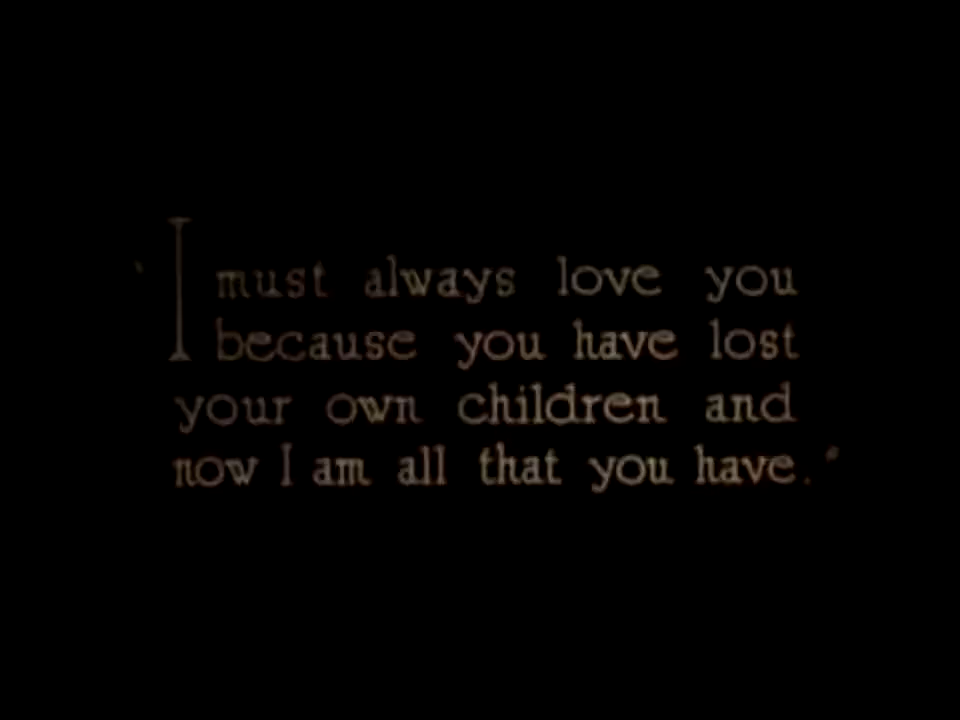 "I must always love you
because you have lost
your own children and
now I am all that you have."